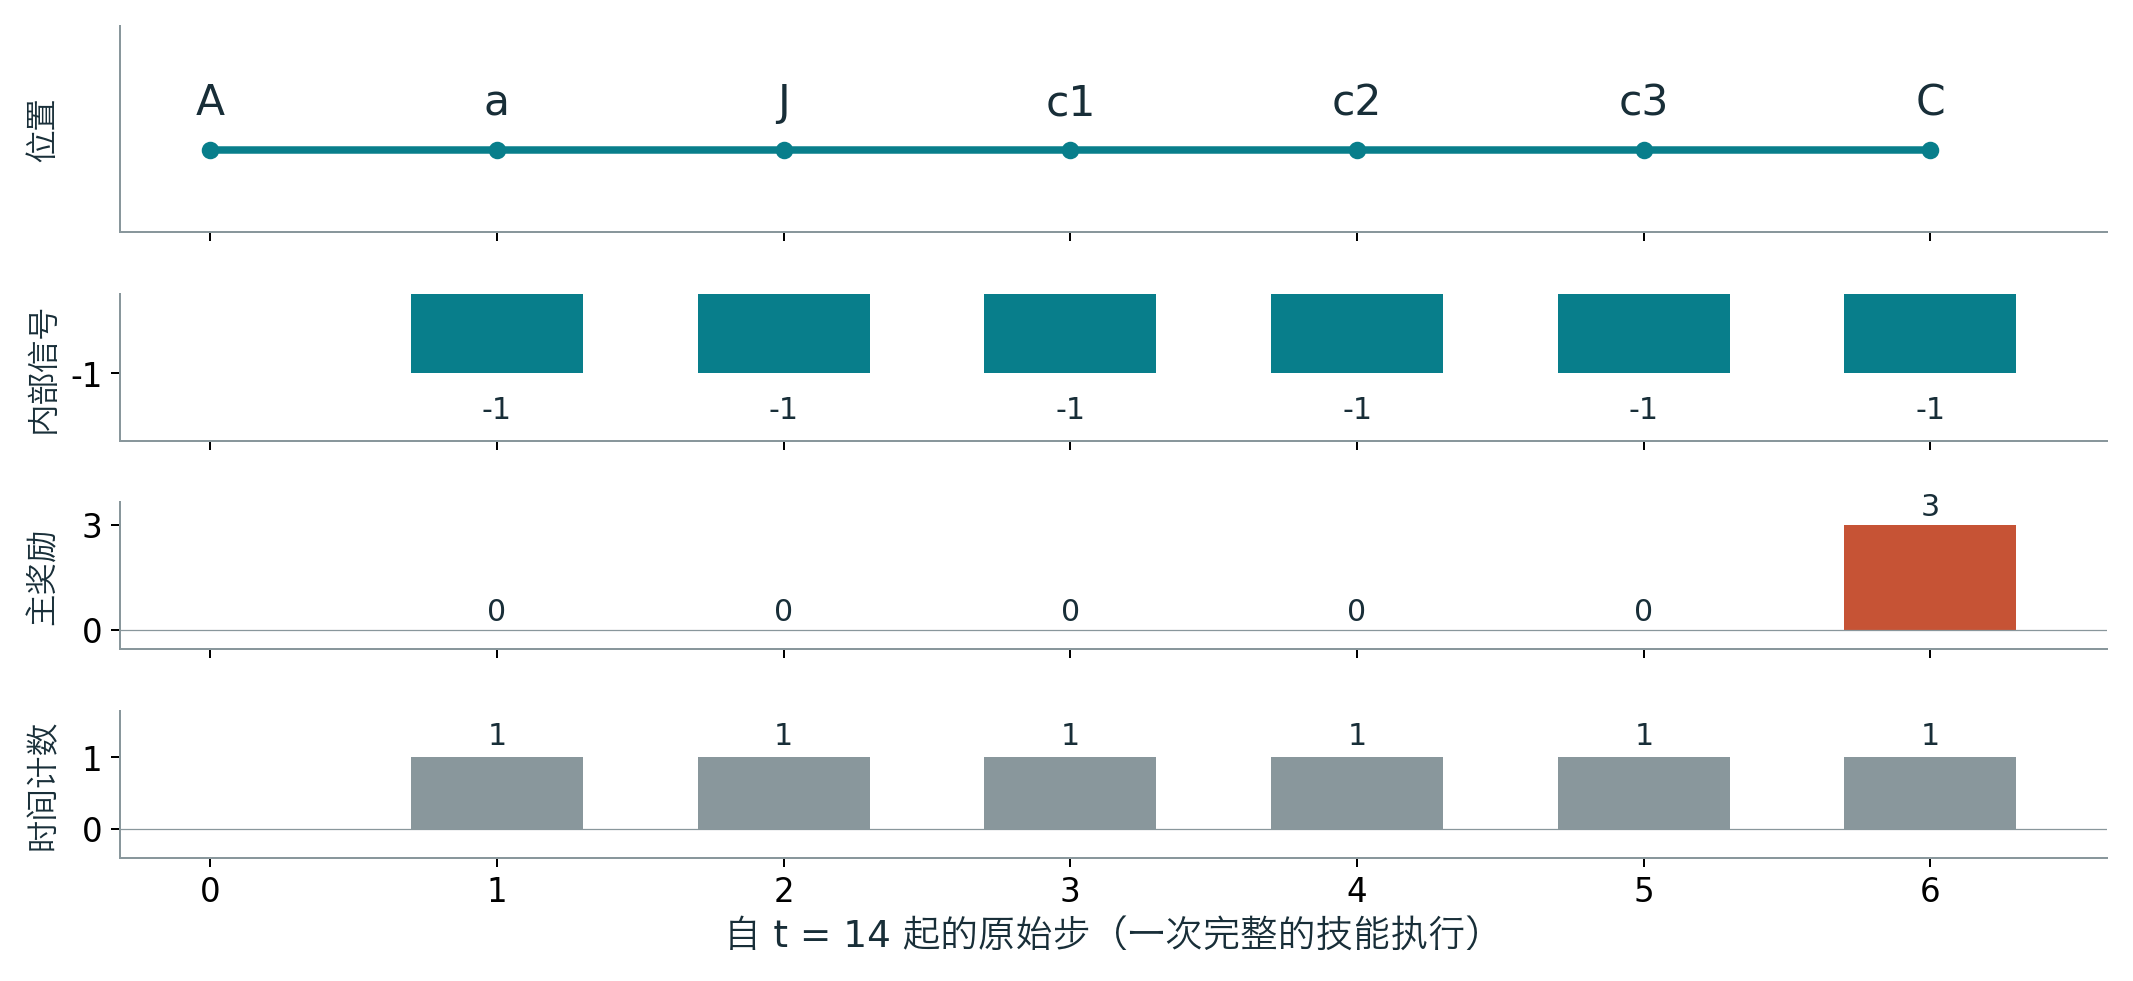 位置
A a J c1 c2 c3 C
内部信号
-1
-1 -1 -1 -1 -1 -1
主奖励
3
0
0 0 0 0 0 3
时间计数
1
0
1 1 1 1 1 1
0 1 2 3 4 5 6
自 t = 14 起的原始步（一次完整的技能执行）